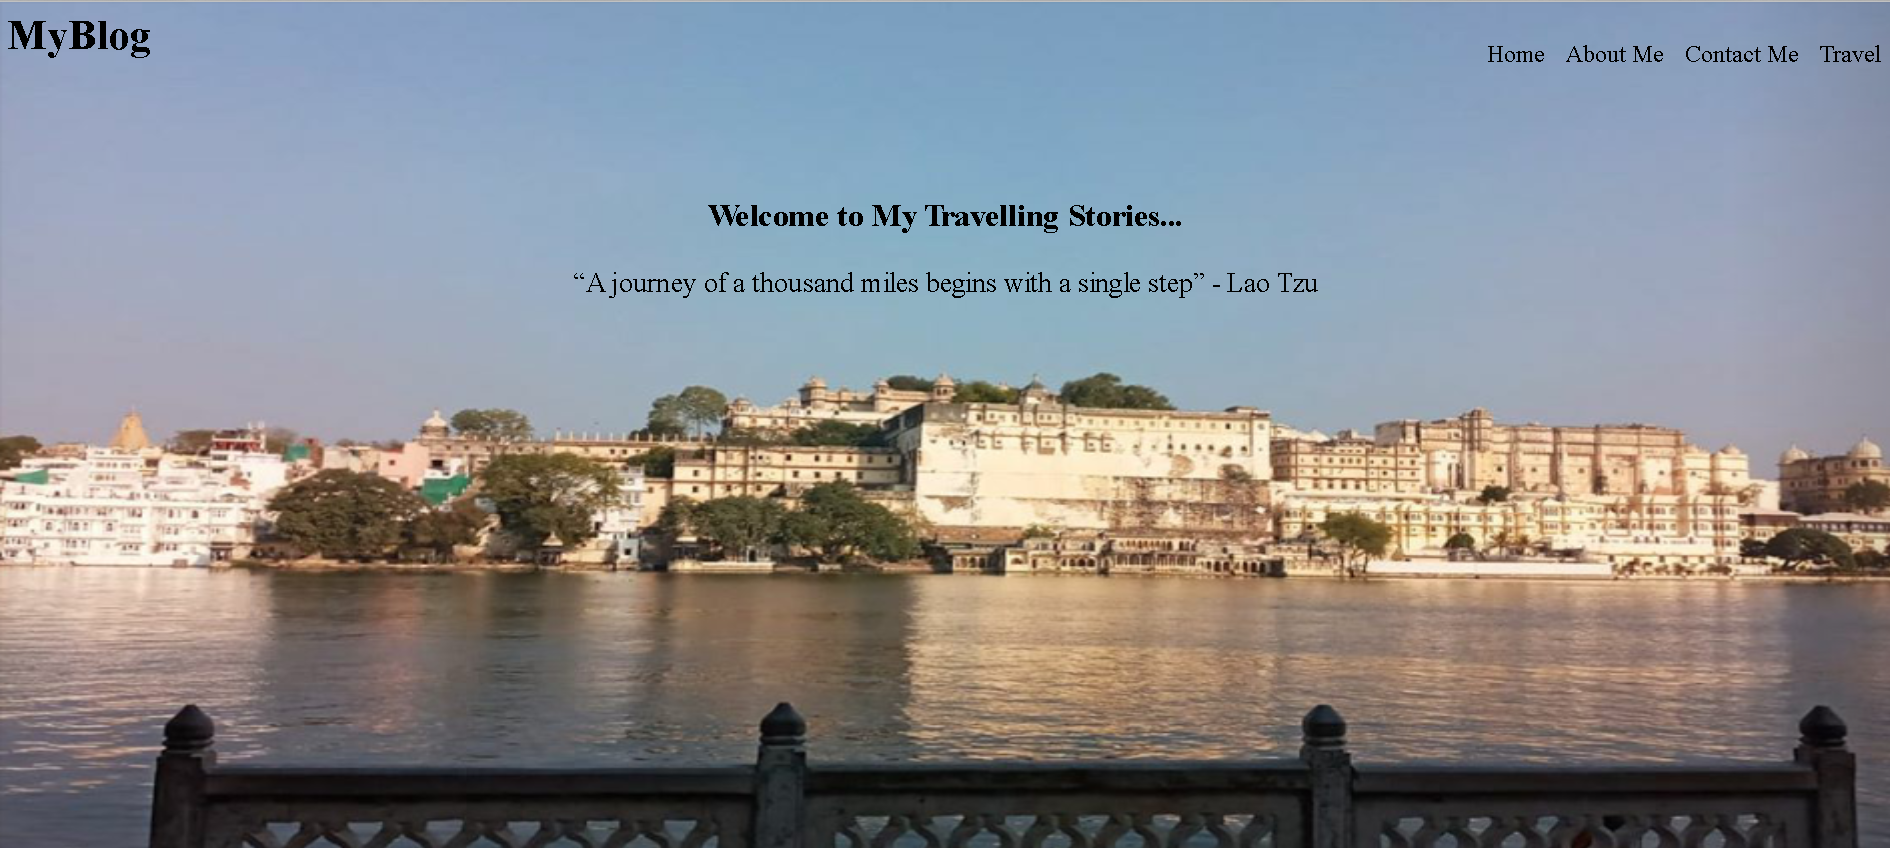 MyBlog
Home About Me Contact Me Travel
Welcome to My Travelling Stories...
“A journey of a thousand miles begins with a single step” - Lao Tzu